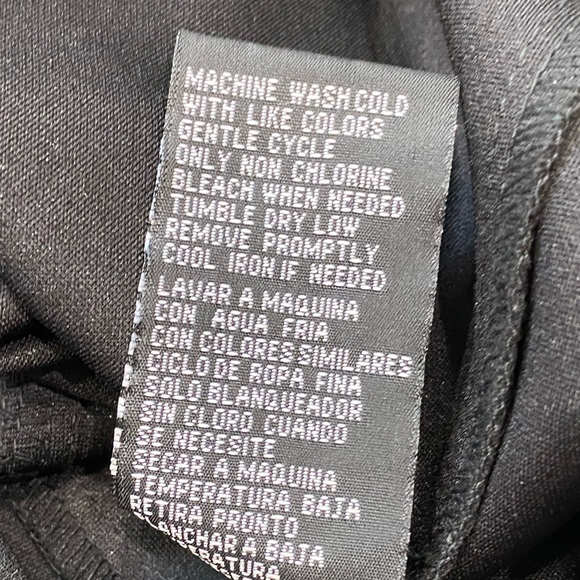 MACHINE WASH COLD
WITH LIKE COLORS
GENTLE CYCLE
ONLY NON CHLORINE
BLEACH WHEN NEEDED
TUMBLE DRY LOW
REMOVE PROMPTLY
COOL IRON IF NEEDED
LAVAR A MAQUINA
CON AGUA FRIA
CON COLORES SIMILARES
CICLO DE ROPA FINA
SOLO BLANQUEADOR
SIN CLORO CUANDO
SE NECESITE
SECAR A MAQUINA
TEMPERATURA BAJA
RETIRA PRONTO
PLANCHAR A BAJA